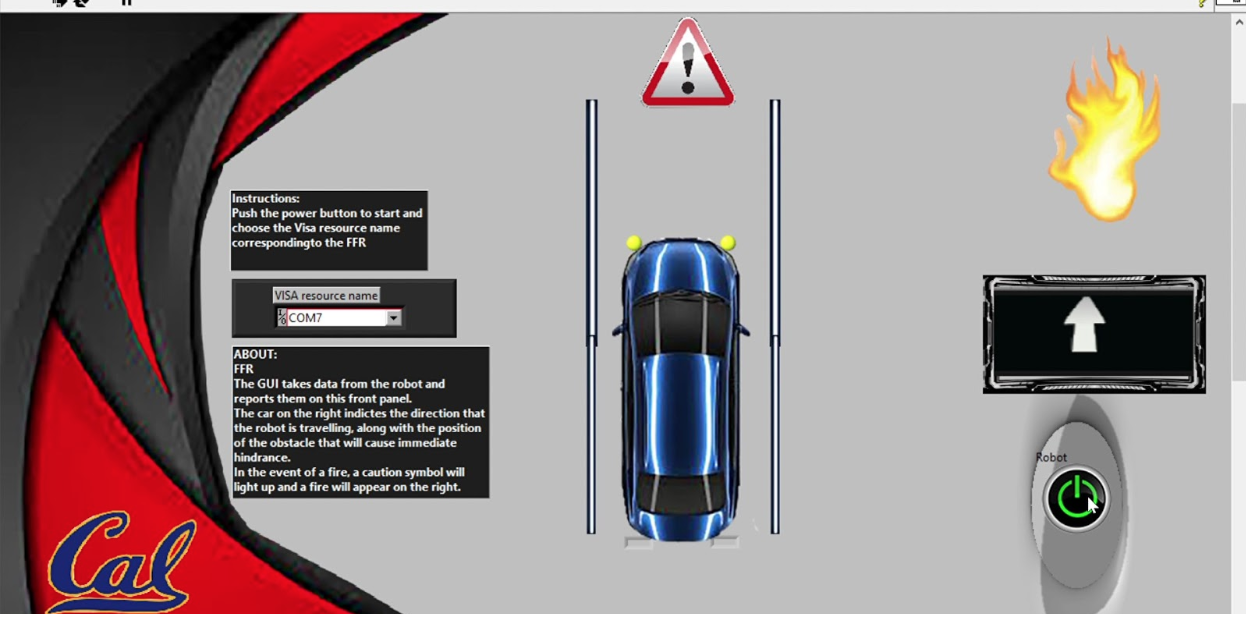 Instructions:
Push the power button to start and
choose the Visa resource name
correspondingto the FFR
VISA resource name
COM7
ABOUT:
FFR
The GUI takes data from the robot and
reports them on this front panel.
The car on the right indictes the direction that
the robot is travelling, along with the position
of the obstacle that will cause immediate
hindrance.
In the event of a fire, a caution symbol will
light up and a fire will appear on the right.
Robot
Cal